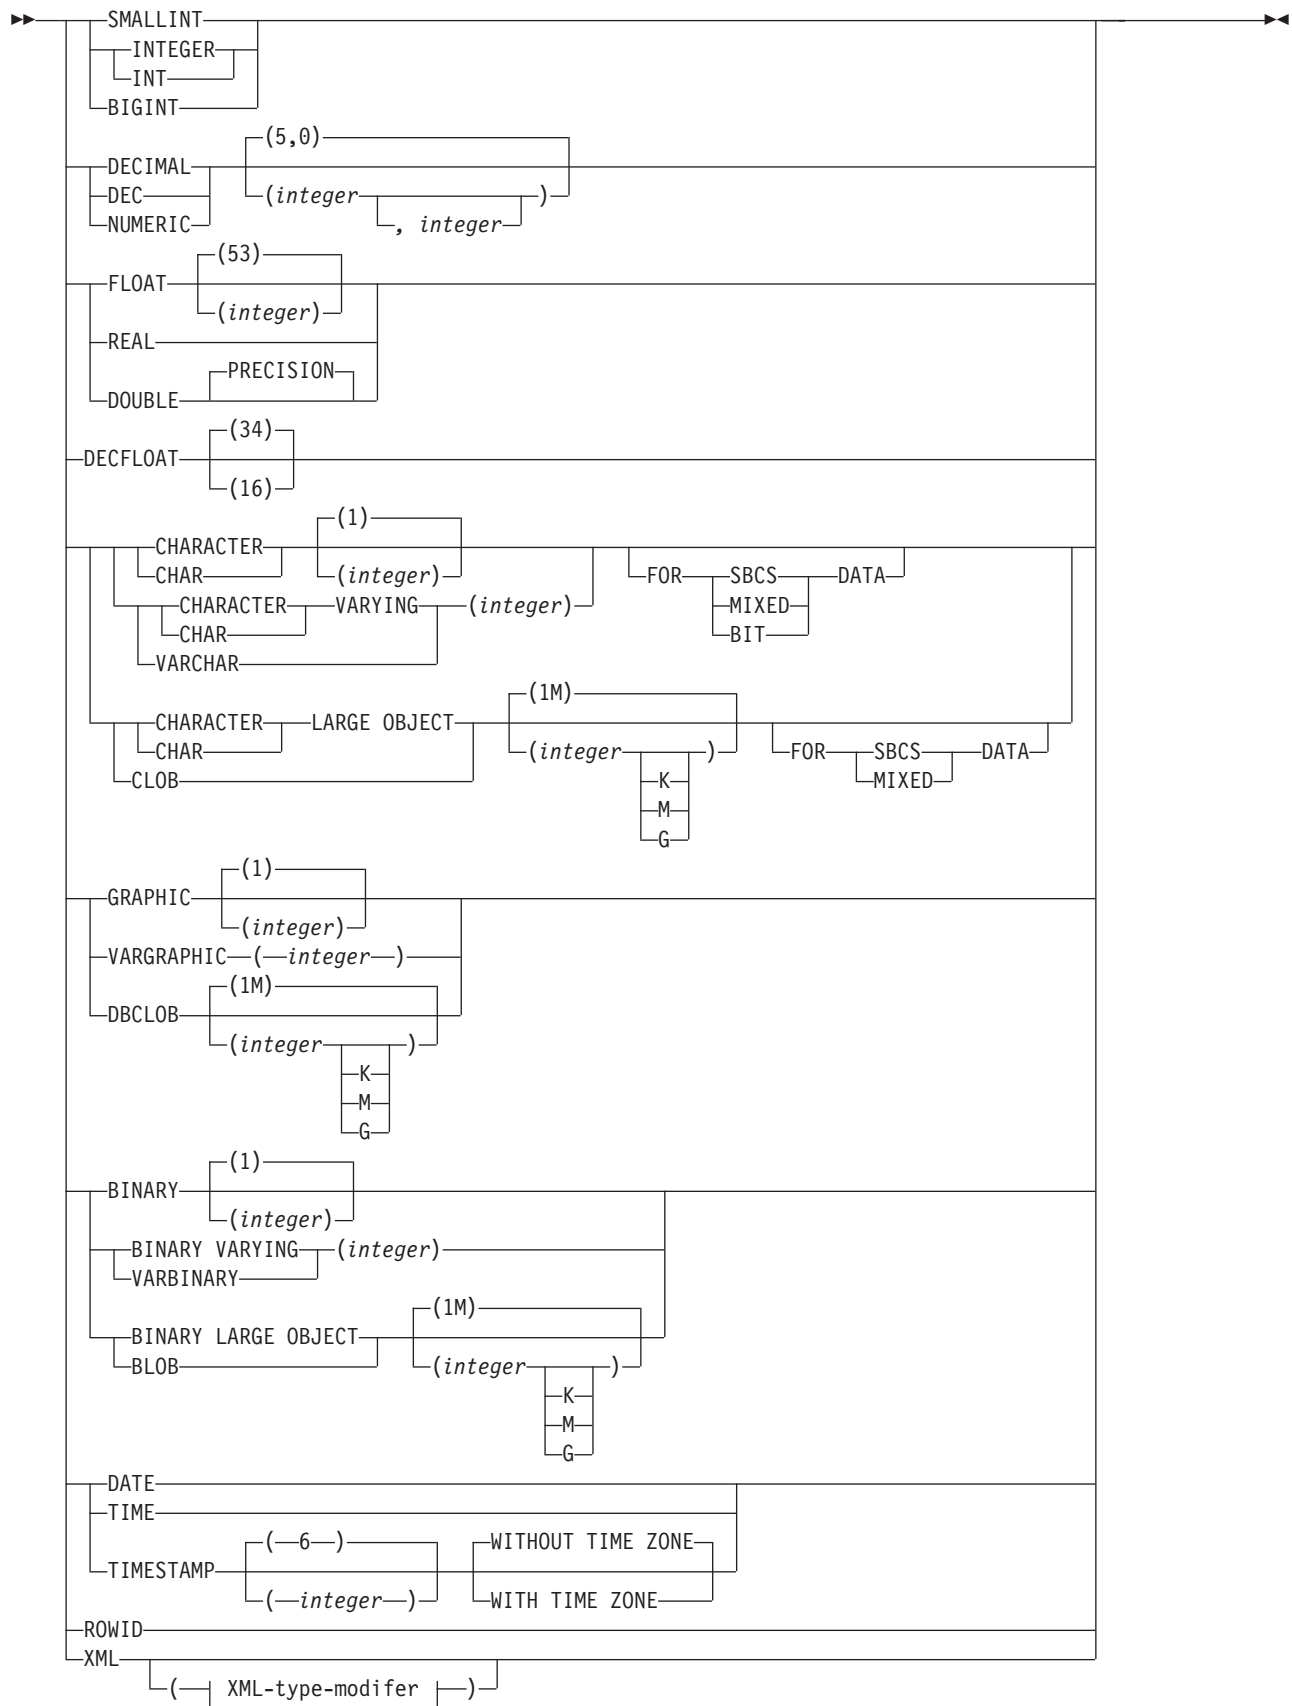 SMALLINT
INTEGER
INT
BIGINT
(5,0)
DECIMAL
DEC (integer )
NUMERIC , integer
(53)
FLOAT
(integer)
REAL
PRECISION
DOUBLE
(34)
DECFLOAT
(16)
(1)
CHARACTER
CHAR (integer) FOR SBCS DATA
CHARACTER VARYING (integer) MIXED
CHAR BIT
VARCHAR
(1M)
CHARACTER LARGE OBJECT
CHAR (integer ) FOR SBCS DATA
CLOB K MIXED
M
G
(1)
GRAPHIC
(integer)
VARGRAPHIC ( integer )
(1M)
DBCLOB
(integer )
K
M
G
(1)
BINARY
(integer)
BINARY VARYING (integer)
VARBINARY
(1M)
BINARY LARGE OBJECT
BLOB (integer )
K
M
G
DATE
TIME
( 6 ) WITHOUT TIME ZONE
TIMESTAMP
( integer ) WITH TIME ZONE
ROWID
XML
( XML-type-modifer )